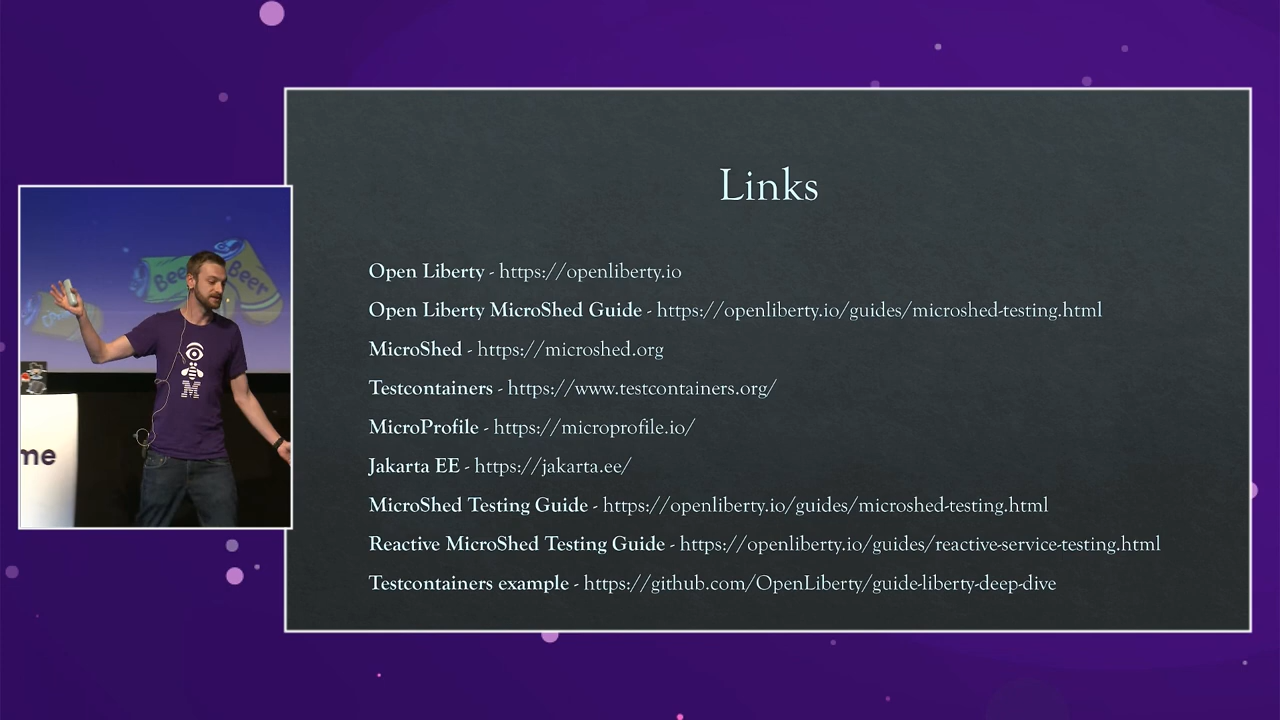 Links
Open Liberty - https://openliberty.io
Open Liberty MicroShed Guide - https://openliberty.io/guides/microshed-testing.html
MicroShed - https://microshed.org
Testcontainers - https://www.testcontainers.org/
MicroProfile - https://microprofile.io/
Jakarta EE - https://jakarta.ee/
MicroShed Testing Guide - https://openliberty.io/guides/microshed-testing.html
Reactive MicroShed Testing Guide - https://openliberty.io/guides/reactive-service-testing.html
Testcontainers example - https://github.com/OpenLiberty/guide-liberty-deep-dive
Beer
Beer
M
me